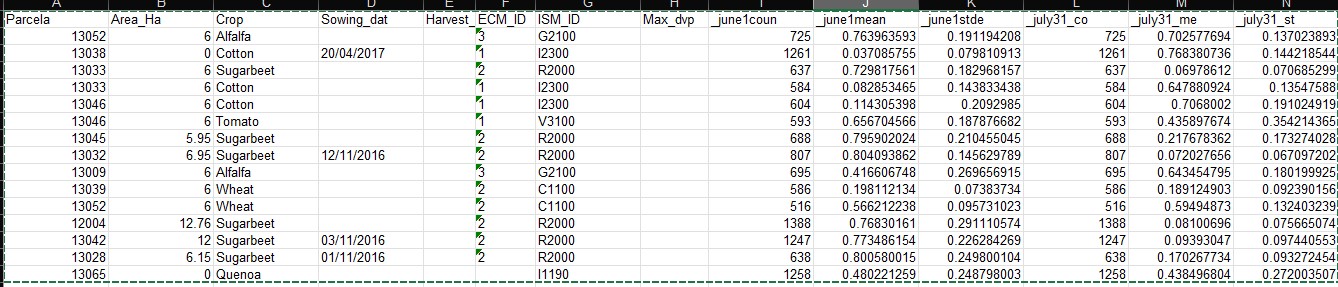 A B C D E F G H I J K L M N
Parcela Area_Ha Crop Sowing_dat Harvest_ ECM_ID ISM_ID Max_dvp _june1coun _june1mean _june1stde _july31_co _july31_me _july31_st
13052 6 Alfalfa 3 G2100 725 0.763963593 0.191194208 725 0.702577694 0.137023893
13038 0 Cotton 20/04/2017 1 I2300 1261 0.037085755 0.079810913 1261 0.768380736 0.144218544
13033 6 Sugarbeet 2 R2000 637 0.729817561 0.182968157 637 0.06978612 0.070685299
13033 6 Cotton 1 I2300 584 0.082853465 0.143833438 584 0.647880924 0.13547588
13046 6 Cotton 1 I2300 604 0.114305398 0.2092985 604 0.7068002 0.191024919
13046 6 Tomato 1 V3100 593 0.656704566 0.187876682 593 0.435897674 0.354214365
13045 5.95 Sugarbeet 2 R2000 688 0.795902024 0.210455045 688 0.217678362 0.173274028
13032 6.95 Sugarbeet 12/11/2016 2 R2000 807 0.804093862 0.145629789 807 0.072027656 0.067097202
13009 6 Alfalfa 3 G2100 695 0.416606748 0.269656915 695 0.643454795 0.180199925
13039 6 Wheat 2 C1100 586 0.198112134 0.07383734 586 0.189124903 0.092390156
13052 6 Wheat 2 C1100 516 0.566212238 0.095731023 516 0.59494873 0.132403239
12004 12.76 Sugarbeet 2 R2000 1388 0.76830161 0.291110574 1388 0.08100696 0.075665074
13042 12 Sugarbeet 03/11/2016 2 R2000 1247 0.773486154 0.226284269 1247 0.09393047 0.097440553
13028 6.15 Sugarbeet 01/11/2016 2 R2000 638 0.800580015 0.249800104 638 0.170267734 0.093272454
13065 0 Quenoa I1190 1258 0.480221259 0.248798003 1258 0.438496804 0.272003507